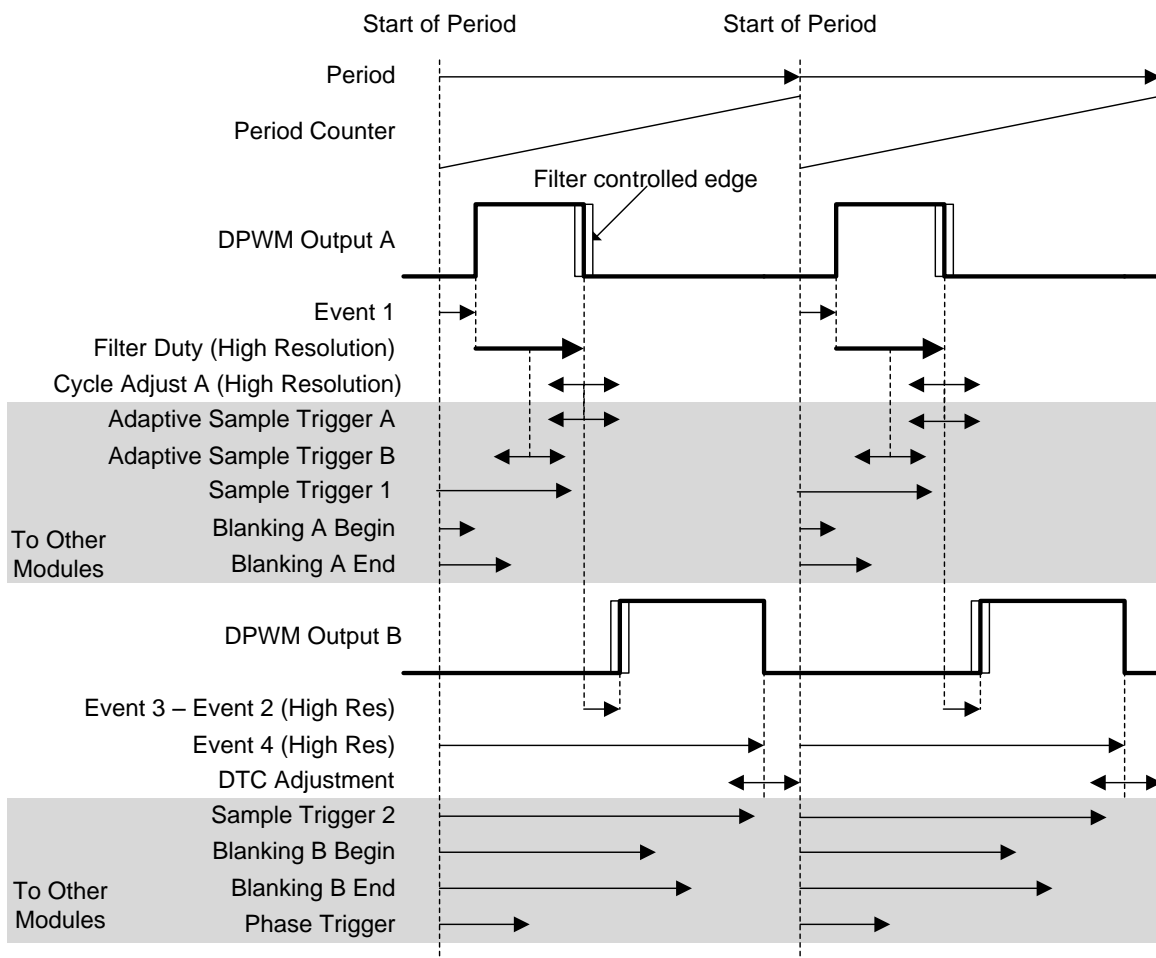 Start of Period
Start of Period
Period
Period Counter
Filter controlled edge
DPWM Output A
Event 1
Filter Duty (High Resolution)
Cycle Adjust A (High Resolution)
Adaptive Sample Trigger A
Adaptive Sample Trigger B
Sample Trigger 1
Blanking A Begin
To Other
Modules
Blanking A End
DPWM Output B
Event 3 – Event 2 (High Res)
Event 4 (High Res)
DTC Adjustment
Sample Trigger 2
Blanking B Begin
Blanking B End
To Other
Modules
Phase Trigger